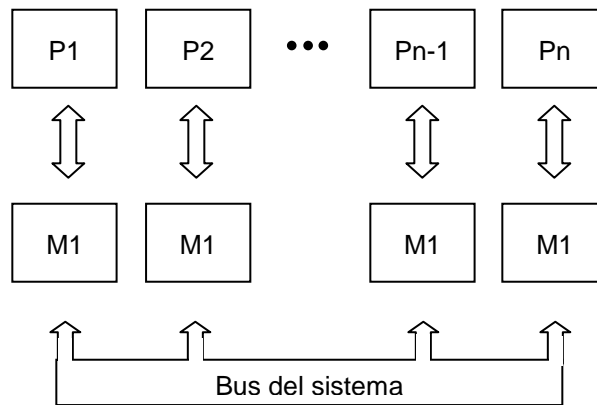 P1 P2 ••• Pn-1 Pn
M1 M1 M1 M1
Bus del sistema